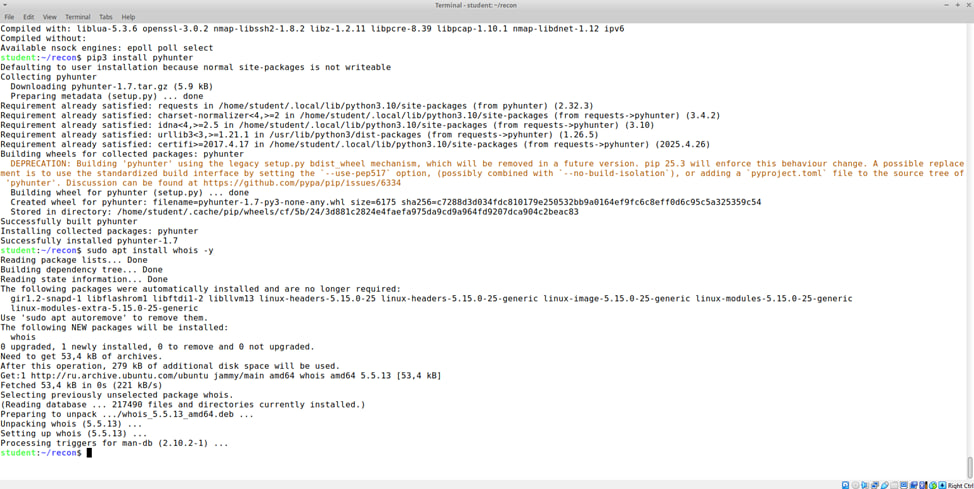 Terminal - student: ~/recon
File Edit View Terminal Tabs Help
Compiled with: liblua-5.3.6 openssl-3.0.2 nmap-libssh2-1.8.2 libz-1.2.11 libpcre-8.39 libpcap-1.10.1 nmap-libdnet-1.12 ipv6
Compiled without:
Available nsock engines: epoll poll select
student:~/recon$ pip3 install pyhunter
Defaulting to user installation because normal site-packages is not writeable
Collecting pyhunter
  Downloading pyhunter-1.7.tar.gz (5.9 kB)
  Preparing metadata (setup.py) ... done
Requirement already satisfied: requests in /home/student/.local/lib/python3.10/site-packages (from pyhunter) (2.32.3)
Requirement already satisfied: charset-normalizer<4,>=2 in /home/student/.local/lib/python3.10/site-packages (from requests->pyhunter) (3.4.2)
Requirement already satisfied: idna<4,>=2.5 in /home/student/.local/lib/python3.10/site-packages (from requests->pyhunter) (3.10)
Requirement already satisfied: urllib3<3,>=1.21.1 in /usr/lib/python3/dist-packages (from requests->pyhunter) (1.26.5)
Requirement already satisfied: certifi>=2017.4.17 in /home/student/.local/lib/python3.10/site-packages (from requests->pyhunter) (2025.4.26)
Building wheels for collected packages: pyhunter
  DEPRECATION: Building 'pyhunter' using the legacy setup.py bdist_wheel mechanism, which will be removed in a future version. pip 25.3 will enforce this behaviour change. A possible replace
ment is to use the standardized build interface by setting the `--use-pep517` option, (possibly combined with `--no-build-isolation`), or adding a `pyproject.toml` file to the source tree of
 'pyhunter'. Discussion can be found at https://github.com/pypa/pip/issues/6334
  Building wheel for pyhunter (setup.py) ... done
  Created wheel for pyhunter: filename=pyhunter-1.7-py3-none-any.whl size=6175 sha256=c7288d3d034fdc810179e250532bb9a0164ef9fc6c8eff0d6c95c5a325359c54
  Stored in directory: /home/student/.cache/pip/wheels/cf/5b/24/3d881c2824e4faefa975da9cd9a964fd9207dca904c2beac83
Successfully built pyhunter
Installing collected packages: pyhunter
Successfully installed pyhunter-1.7
student:~/recon$ sudo apt install whois -y
Reading package lists... Done
Building dependency tree... Done
Reading state information... Done
The following packages were automatically installed and are no longer required:
  gir1.2-snapd-1 libflashrom1 libftdi1-2 libllvm13 linux-headers-5.15.0-25 linux-headers-5.15.0-25-generic linux-image-5.15.0-25-generic linux-modules-5.15.0-25-generic
  linux-modules-extra-5.15.0-25-generic
Use 'sudo apt autoremove' to remove them.
The following NEW packages will be installed:
  whois
0 upgraded, 1 newly installed, 0 to remove and 0 not upgraded.
Need to get 53,4 kB of archives.
After this operation, 279 kB of additional disk space will be used.
Get:1 http://ru.archive.ubuntu.com/ubuntu jammy/main amd64 whois amd64 5.5.13 [53,4 kB]
Fetched 53,4 kB in 0s (221 kB/s)
Selecting previously unselected package whois.
(Reading database ... 217490 files and directories currently installed.)
Preparing to unpack .../whois_5.5.13_amd64.deb ...
Unpacking whois (5.5.13) ...
Setting up whois (5.5.13) ...
Processing triggers for man-db (2.10.2-1) ...
student:~/recon$
Right Ctrl